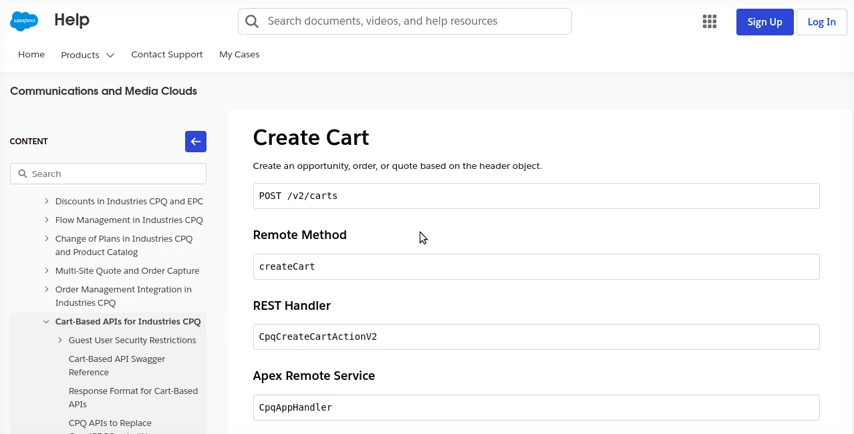 salesforce
Help
Search documents, videos, and help resources
Sign Up
Log In
Home
Products
Contact Support
My Cases
Communications and Media Clouds
CONTENT
Search
Discounts in Industries CPQ and EPC
Flow Management in Industries CPQ
Change of Plans in Industries CPQ
and Product Catalog
Multi-Site Quote and Order Capture
Order Management Integration in
Industries CPQ
Cart-Based APIs for Industries CPQ
Guest User Security Restrictions
Cart-Based API Swagger
Reference
Response Format for Cart-Based
APIs
CPQ APIs to Replace
Create Cart
Create an opportunity, order, or quote based on the header object.
POST /v2/carts
Remote Method
createCart
REST Handler
CpqCreateCartActionV2
Apex Remote Service
CpqAppHandler